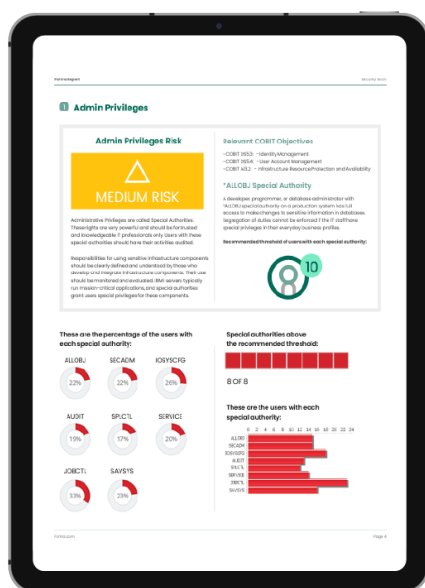 Admin Privileges
Admin Privileges Risk
MEDIUM RISK
Administrative Privileges are called Special Authorities.
These rights are very powerful and should be for trusted
and knowledgeable IT professionals only. Users with these
special authorities should have their activities audited.
Responsibilities for using sensitive infrastructure components
should be clearly defined and understood by those who
develop and integrate infrastructure components. Their use
should be monitored and evaluated. IBM i servers typically
run mission-critical applications, and special authorities
grant users special privileges for these components.
Relevant COBIT Objectives
- Identity Management
- User Account Management
- Infrastructure Resource Protection and Availability
*ALLOBJ Special Authority
A developer, programmer, or database administrator with
*ALLOBJ special authority on a production system has full
access to make changes to sensitive information in databases.
Segregation of duties cannot be enforced if the IT staff have
special privileges in their everyday business profiles.
Recommended threshold of users with each special authority:
10
These are the percentage of the users with
each special authority:
ALLOBJ SECADM IOSYSCFG
22% 22% 26%
AUDIT SPLCTL SERVICE
19% 17% 20%
JOBCTL SAVSYS
33% 23%
Special authorities above
the recommended threshold:
8 OF 8
These are the users with each
special authority:
0 2 4 6 8 10 12 14 16 18 20 22 24
ALLOBJ
SECADM
IOSYSCFG
AUDIT
SPLCTL
SERVICE
JOBCTL
SAVSYS
Fortra.com
Page 4